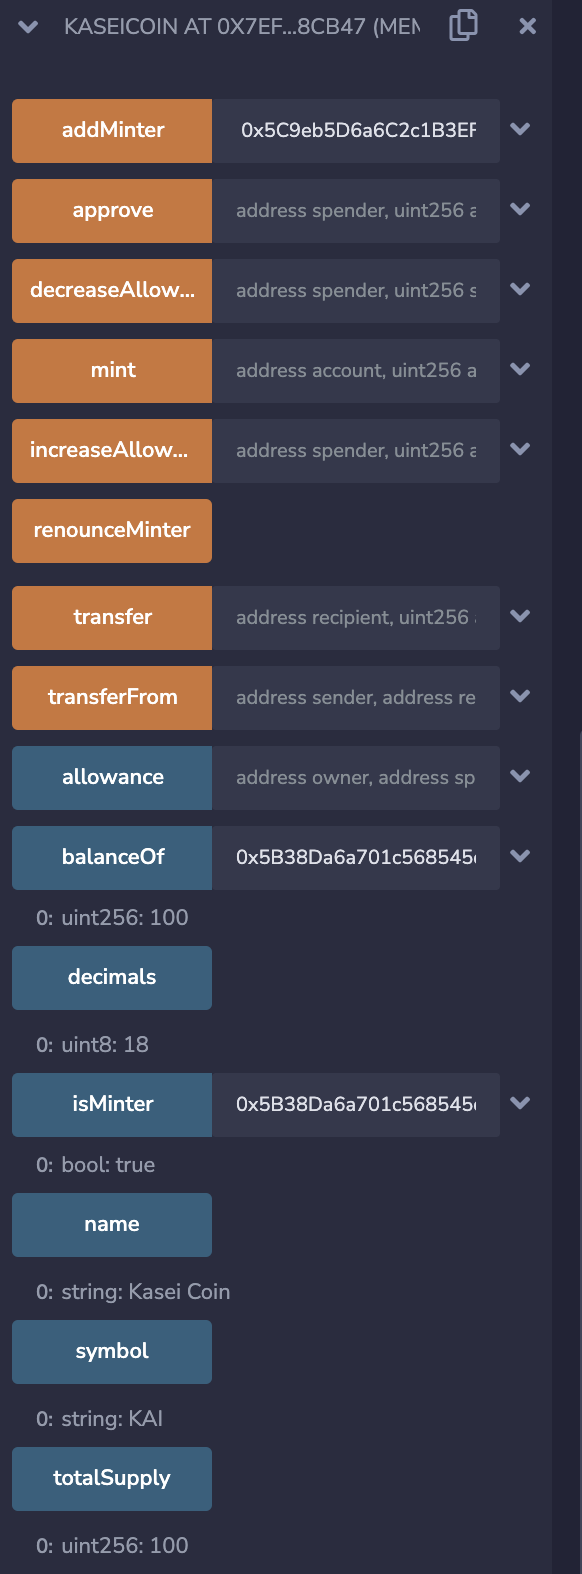 KASEICOIN AT 0X7EF...8CB47 (MEM
addMinter 0x5C9eb5D6a6C2c1B3EF
approve address spender, uint256 a
decreaseAllow... address spender, uint256 s
mint address account, uint256 a
increaseAllow... address spender, uint256 a
renounceMinter
transfer address recipient, uint256
transferFrom address sender, address re
allowance address owner, address sp
balanceOf 0x5B38Da6a701c568545
0: uint256: 100
decimals
0: uint8: 18
isMinter 0x5B38Da6a701c568545
0: bool: true
name
0: string: Kasei Coin
symbol
0: string: KAI
totalSupply
0: uint256: 100